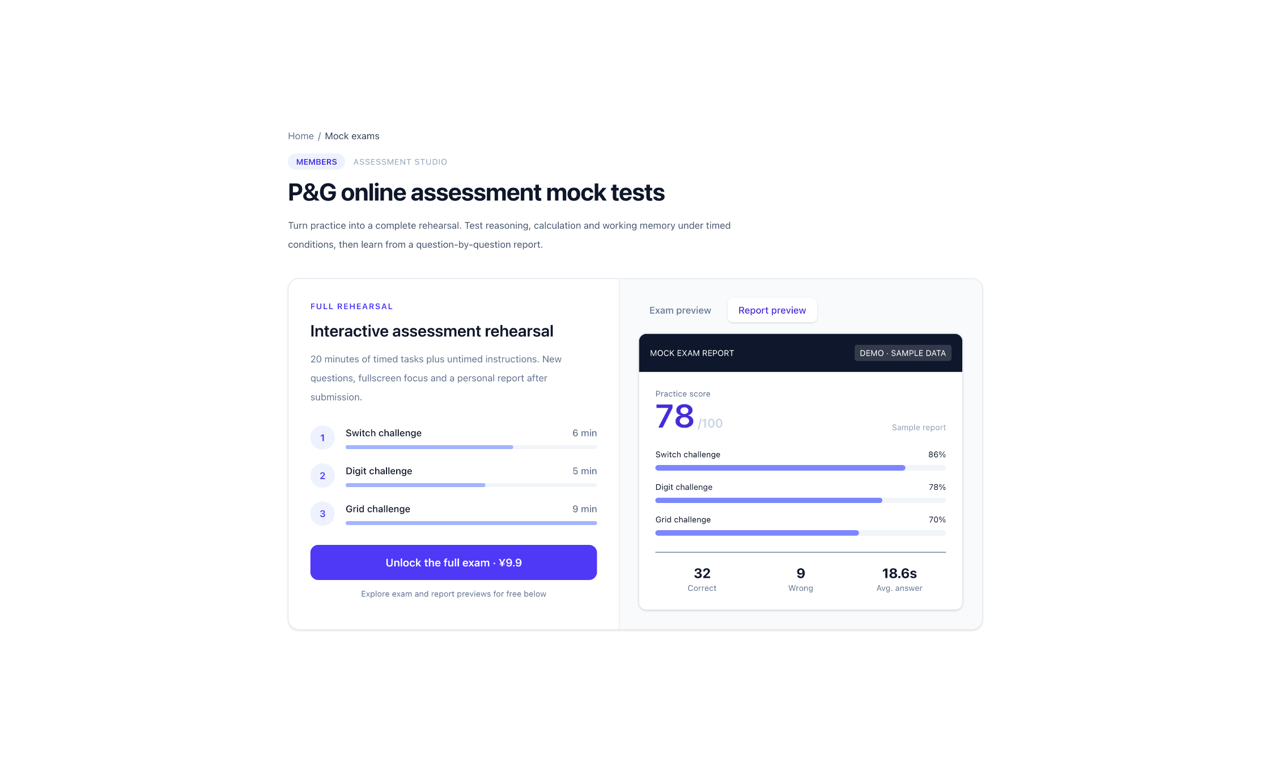 Home / Mock exams
MEMBERS ASSESSMENT STUDIO
P&G online assessment mock tests
Turn practice into a complete rehearsal. Test reasoning, calculation and working memory under timed
conditions, then learn from a question-by-question report.
FULL REHEARSAL
Interactive assessment rehearsal
20 minutes of timed tasks plus untimed instructions. New
questions, fullscreen focus and a personal report after
submission.
1 Switch challenge 6 min
2 Digit challenge 5 min
3 Grid challenge 9 min
Unlock the full exam · ¥9.9
Explore exam and report previews for free below
Exam preview Report preview
MOCK EXAM REPORT DEMO · SAMPLE DATA
Practice score
78 /100
Sample report
Switch challenge 86%
Digit challenge 78%
Grid challenge 70%
32 9 18.6s
Correct Wrong Avg. answer